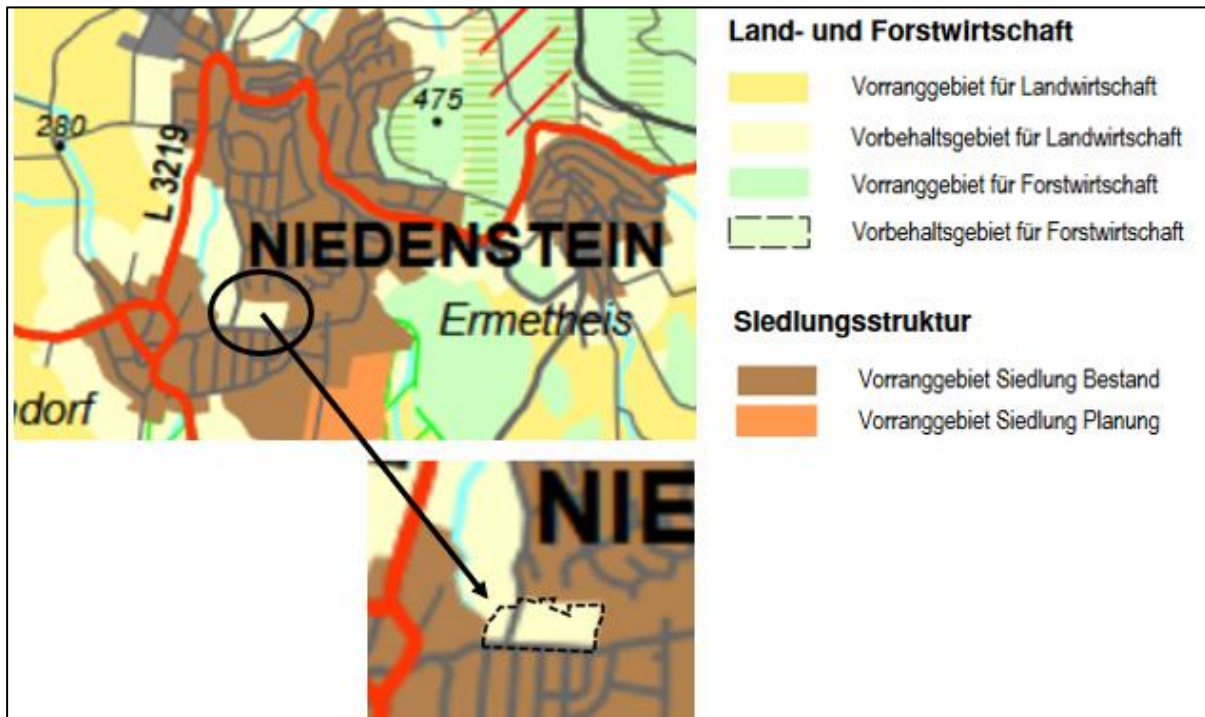 475
280
L 3219
NIEDENSTEIN
Ermetheis
dorf
NIE
Land- und Forstwirtschaft
Vorranggebiet für Landwirtschaft
Vorbehaltsgebiet für Landwirtschaft
Vorranggebiet für Forstwirtschaft
Vorbehaltsgebiet für Forstwirtschaft
Siedlungsstruktur
Vorranggebiet Siedlung Bestand
Vorranggebiet Siedlung Planung